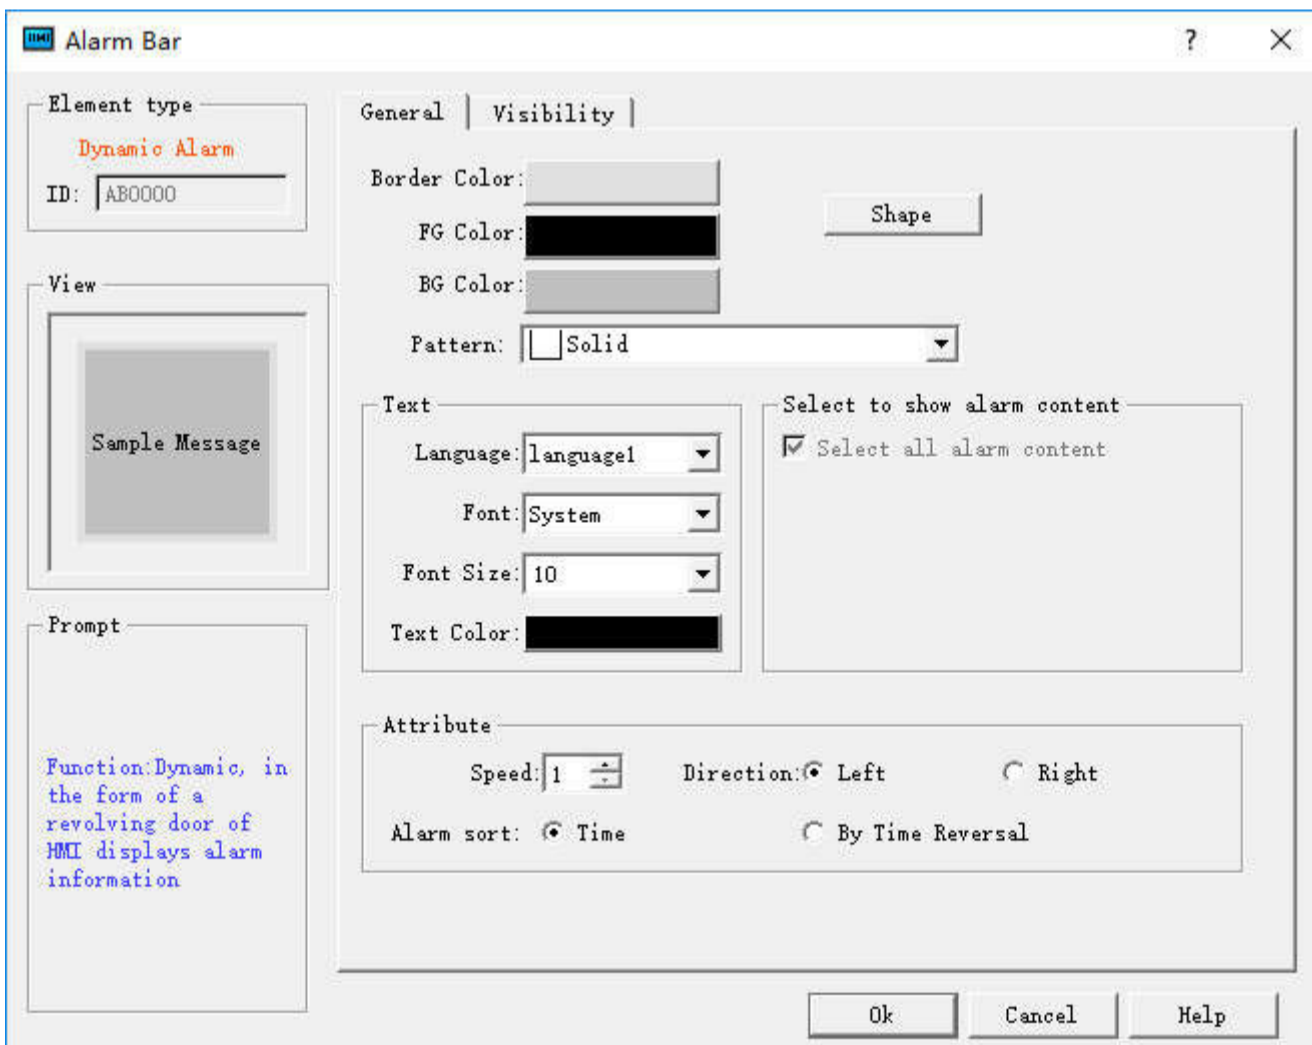 Alarm Bar
?
Element type
Dynamic Alarm
ID: AB0000
View
Sample Message
Prompt
Function:Dynamic, in
the form of a
revolving door of
HMI displays alarm
information
General
Visibility
Border Color:
Shape
FG Color:
BG Color:
Pattern: Solid
Text
Language: language1
Font: System
Font Size: 10
Text Color:
Select to show alarm content
Select all alarm content
Attribute
Speed: 1 Direction: Left Right
Alarm sort: Time By Time Reversal
Ok Cancel Help